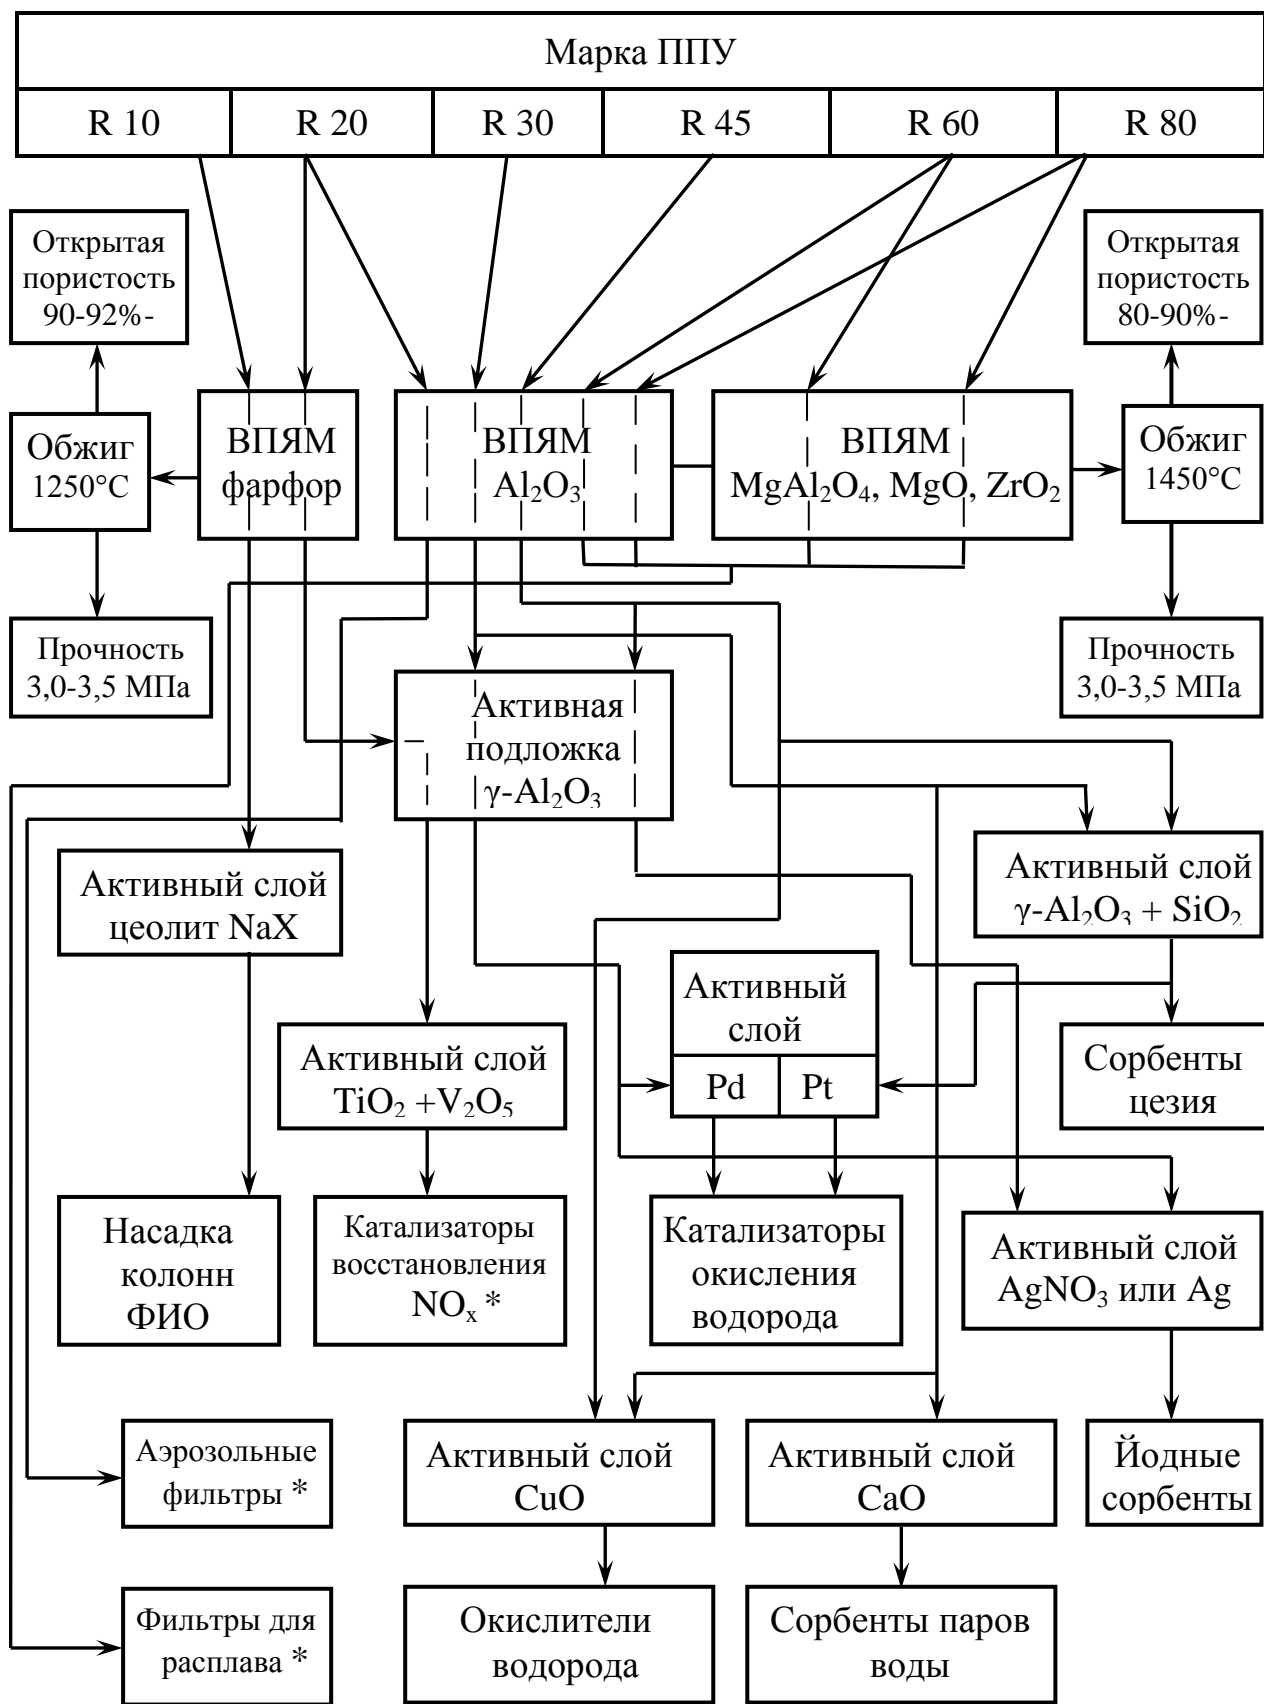 Марка ППУ
R 10 R 20 R 30 R 45 R 60 R 80
Открытая
пористость
90-92%-
Открытая
пористость
80-90%-
Обжиг
1250°С
ВПЯМ
фарфор
ВПЯМ
Al₂O₃
ВПЯМ
MgAl₂O₄, MgO, ZrO₂
Обжиг
1450°С
Прочность
3,0-3,5 МПа
Прочность
3,0-3,5 МПа
Активная
подложка
γ-Al₂O₃
Активный слой
цеолит NaX
Активный слой
γ-Al₂O₃ + SiO₂
Активный
слой
Pd Pt
Активный слой
TiO₂ +V₂O₅
Сорбенты
цезия
Насадка
колонн
ФИО
Катализаторы
восстановления
NOₓ *
Катализаторы
окисления
водорода
Активный слой
AgNO₃ или Ag
Аэрозольные
фильтры *
Активный слой
CuO
Активный слой
CaO
Йодные
сорбенты
Фильтры для
расплава *
Окислители
водорода
Сорбенты паров
воды